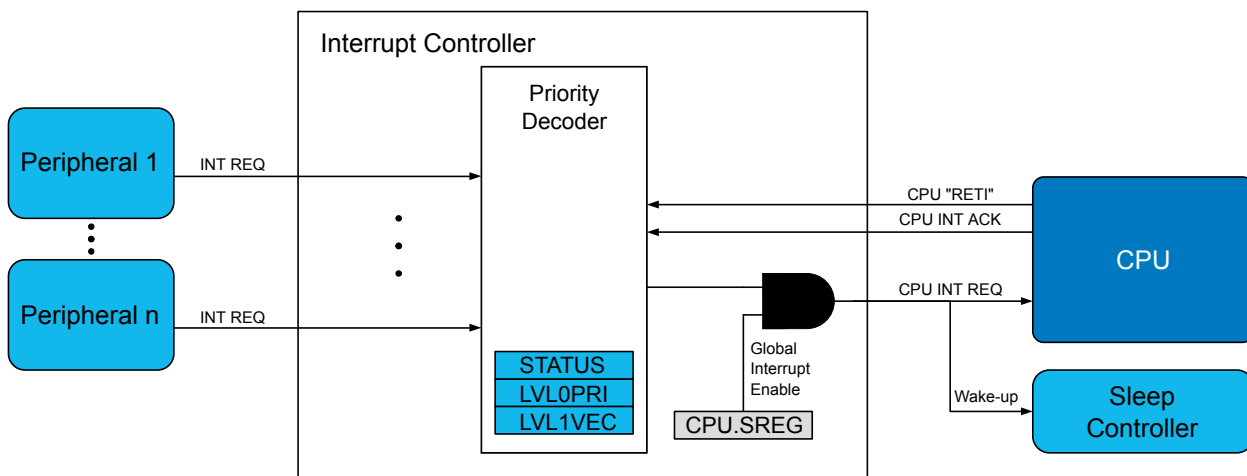 Interrupt Controller
Priority
Decoder
Peripheral 1
INT REQ
CPU "RETI"
CPU INT ACK
CPU
Peripheral n
INT REQ
CPU INT REQ
STATUS
LVL0PRI
LVL1VEC
Global
Interrupt
Enable
CPU.SREG
Wake-up
Sleep
Controller